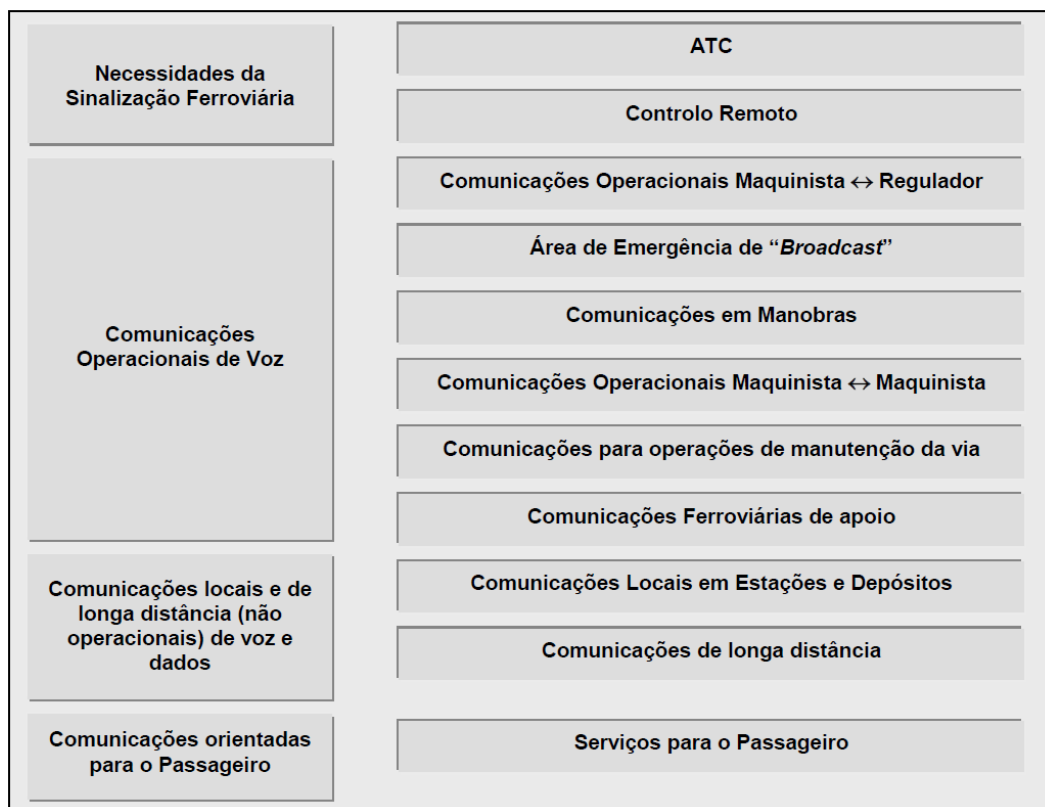 Necessidades da
Sinalização Ferroviária
ATC
Controlo Remoto
Comunicações
Operacionais de Voz
Comunicações Operacionais Maquinista ↔ Regulador
Área de Emergência de “Broadcast”
Comunicações em Manobras
Comunicações Operacionais Maquinista ↔ Maquinista
Comunicações para operações de manutenção da via
Comunicações Ferroviárias de apoio
Comunicações locais e de
longa distância (não
operacionais) de voz e
dados
Comunicações Locais em Estações e Depósitos
Comunicações de longa distância
Comunicações orientadas
para o Passageiro
Serviços para o Passageiro